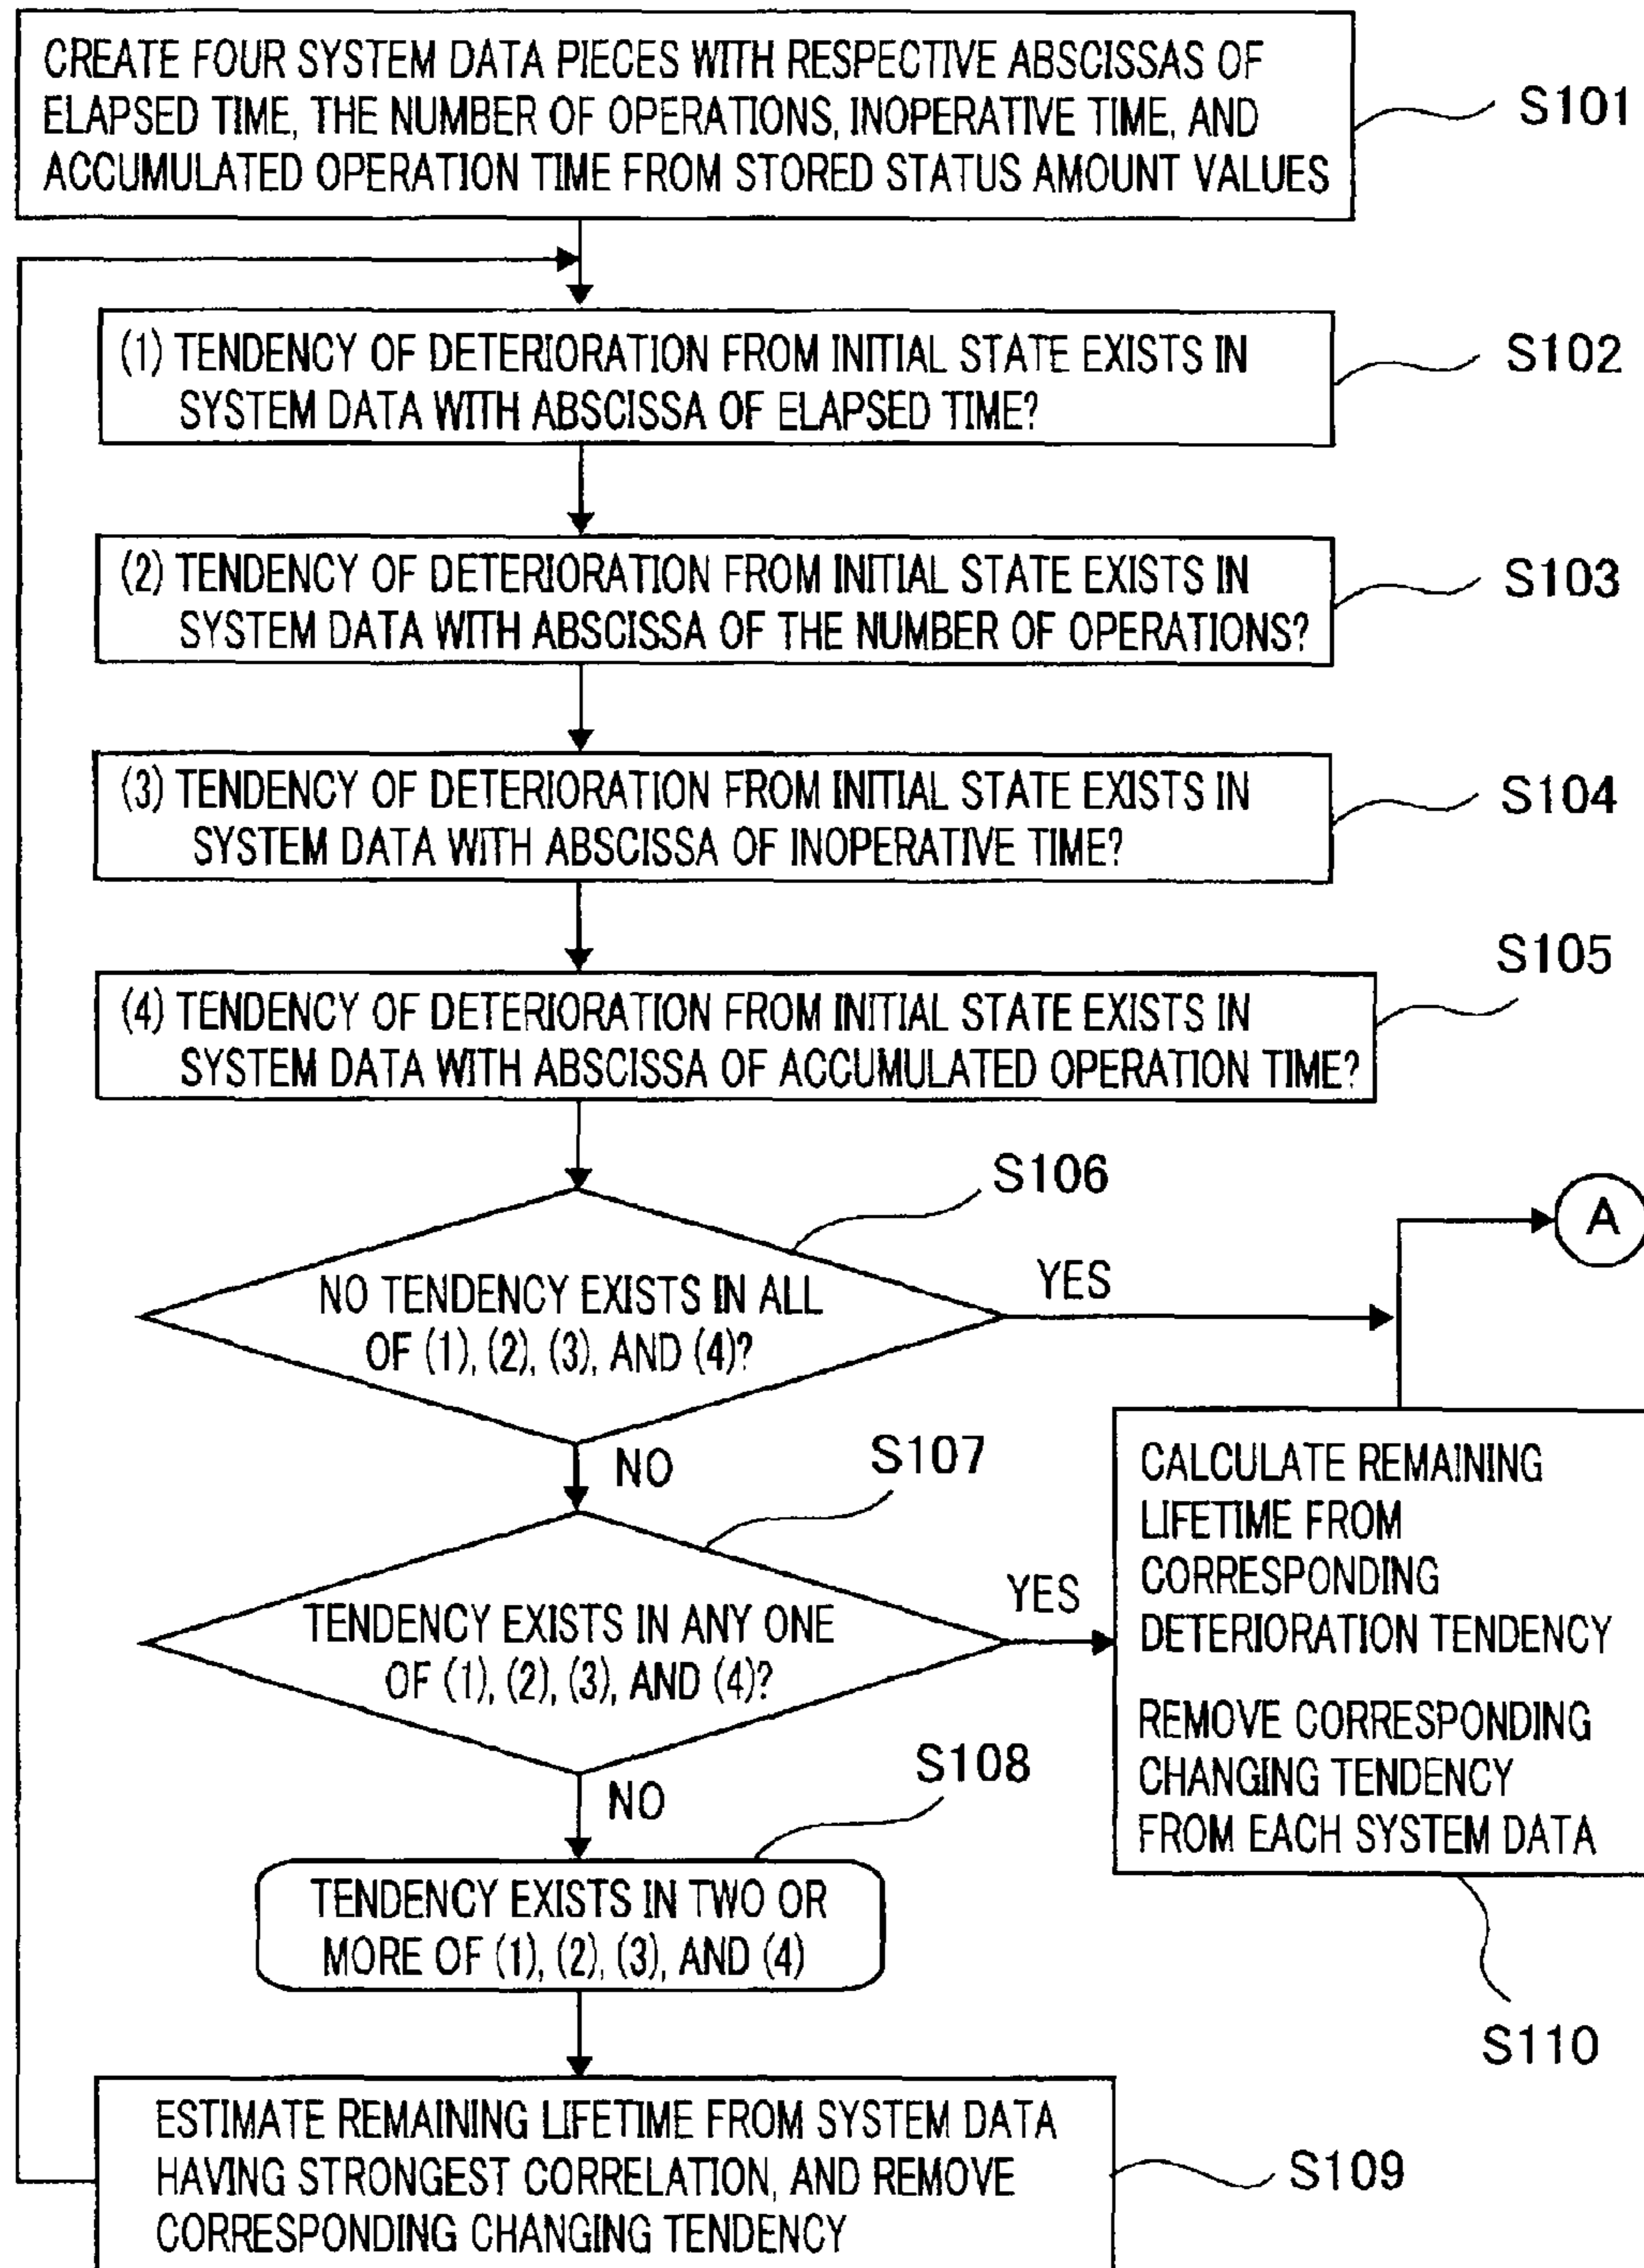 CREATE FOUR SYSTEM DATA PIECES WITH RESPECTIVE ABSCISSAS OF
ELAPSED TIME, THE NUMBER OF OPERATIONS, INOPERATIVE TIME, AND
ACCUMULATED OPERATION TIME FROM STORED STATUS AMOUNT VALUES
S101
(1) TENDENCY OF DETERIORATION FROM INITIAL STATE EXISTS IN
SYSTEM DATA WITH ABSCISSA OF ELAPSED TIME?
S102
(2) TENDENCY OF DETERIORATION FROM INITIAL STATE EXISTS IN
SYSTEM DATA WITH ABSCISSA OF THE NUMBER OF OPERATIONS?
S103
(3) TENDENCY OF DETERIORATION FROM INITIAL STATE EXISTS IN
SYSTEM DATA WITH ABSCISSA OF INOPERATIVE TIME?
S104
(4) TENDENCY OF DETERIORATION FROM INITIAL STATE EXISTS IN
SYSTEM DATA WITH ABSCISSA OF ACCUMULATED OPERATION TIME?
S105
S106
NO TENDENCY EXISTS IN ALL
OF (1), (2), (3), AND (4)?
YES
A
NO
S107
TENDENCY EXISTS IN ANY ONE
OF (1), (2), (3), AND (4)?
YES
CALCULATE REMAINING
LIFETIME FROM
CORRESPONDING
DETERIORATION TENDENCY
REMOVE CORRESPONDING
CHANGING TENDENCY
FROM EACH SYSTEM DATA
S110
NO
S108
TENDENCY EXISTS IN TWO OR
MORE OF (1), (2), (3), AND (4)
ESTIMATE REMAINING LIFETIME FROM SYSTEM DATA
HAVING STRONGEST CORRELATION, AND REMOVE
CORRESPONDING CHANGING TENDENCY
S109